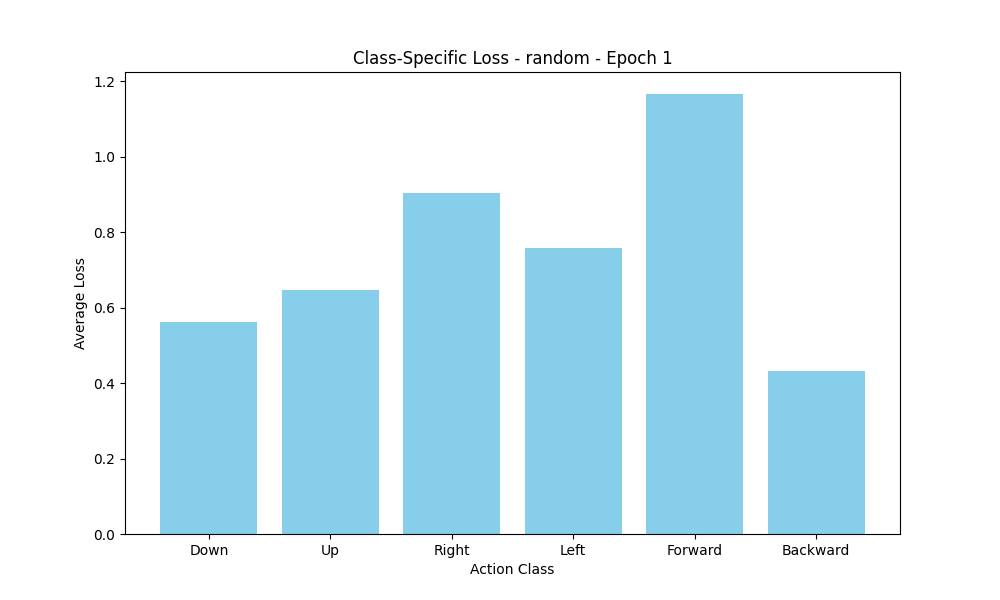 Class-Specific Loss - random - Epoch 1
1.2
1.0
0.8
0.6
0.4
0.2
0.0
Average Loss
Down Up Right Left Forward Backward
Action Class